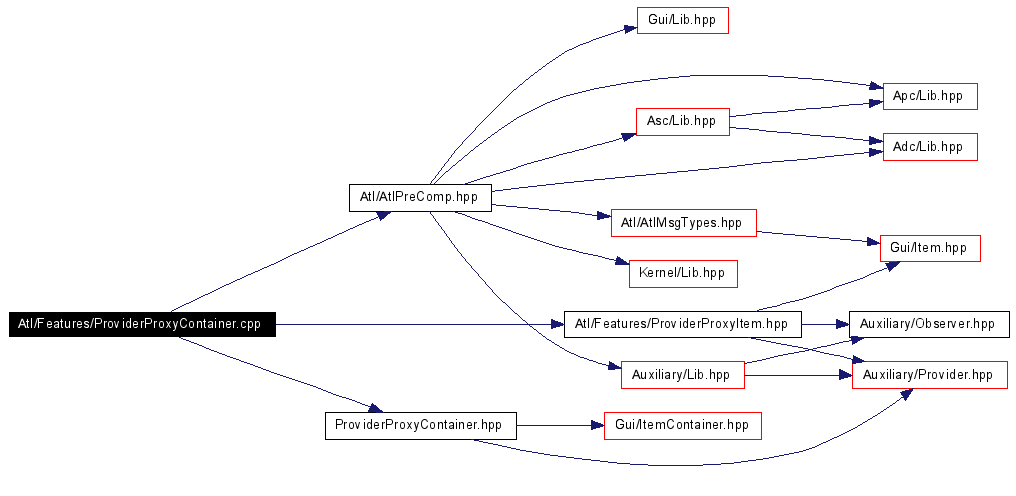 Gui/Lib.hpp
Apc/Lib.hpp
Asc/Lib.hpp
Adc/Lib.hpp
Atl/AtlPreComp.hpp
Atl/AtlMsgTypes.hpp
Gui/Item.hpp
Kernel/Lib.hpp
Atl/Features/ProviderProxyContainer.cpp
Atl/Features/ProviderProxyItem.hpp
Auxiliary/Observer.hpp
Auxiliary/Lib.hpp
Auxiliary/Provider.hpp
ProviderProxyContainer.hpp
Gui/ItemContainer.hpp